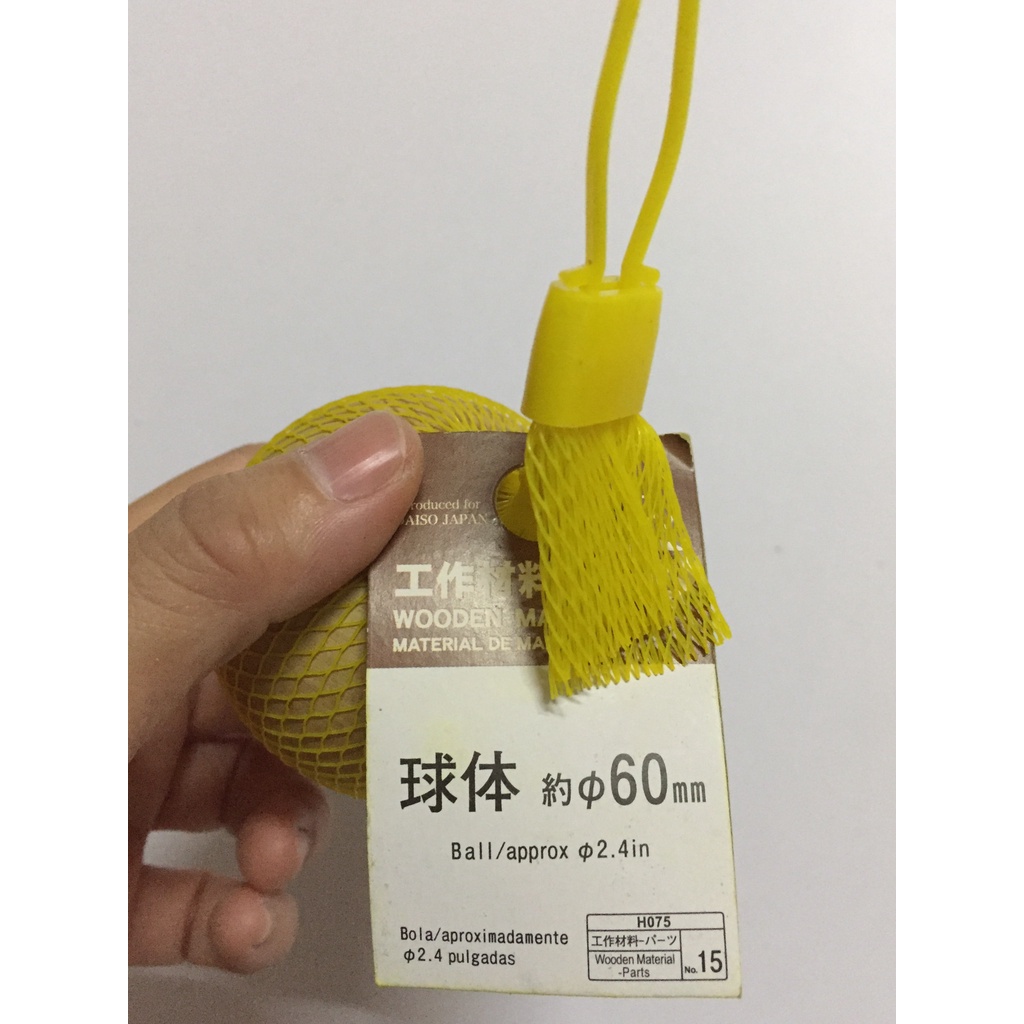 roduced for
AISO JAPAN
工作材料
WOODEN MA
MATERIAL DE MA
球体 約φ60mm
Ball/approx φ2.4in
Bola/aproximadamente
φ2.4 pulgadas
H075
工作材料-パーツ
Wooden Material
-Parts
No.15